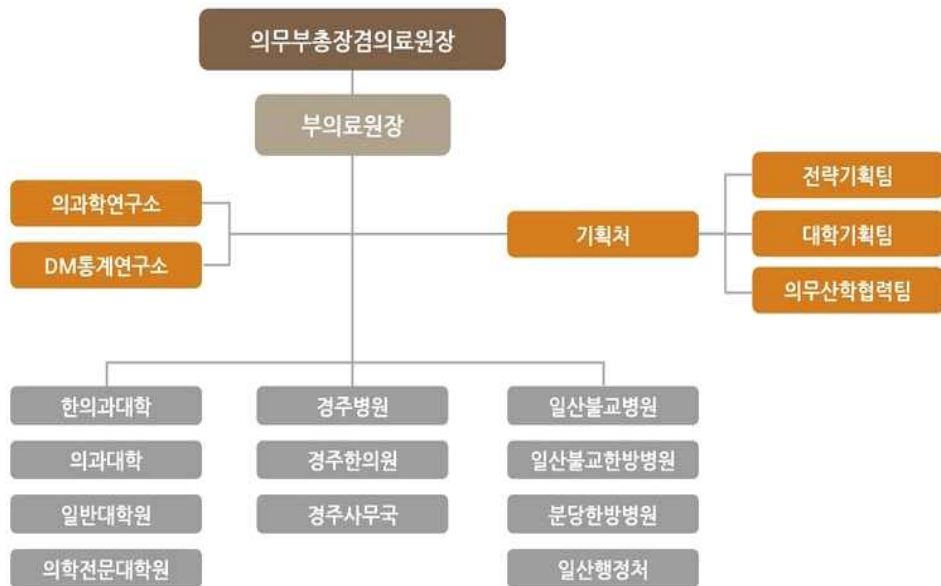 의무부총장겸의료원장
부의료원장
의과학연구소
DM통계연구소
기획처
전략기획팀
대학기획팀
의무산학협력팀
한의과대학
의과대학
일반대학원
의학전문대학원
경주병원
경주한의원
경주사무국
일산불교병원
일산불교한방병원
분당한방병원
일산행정처